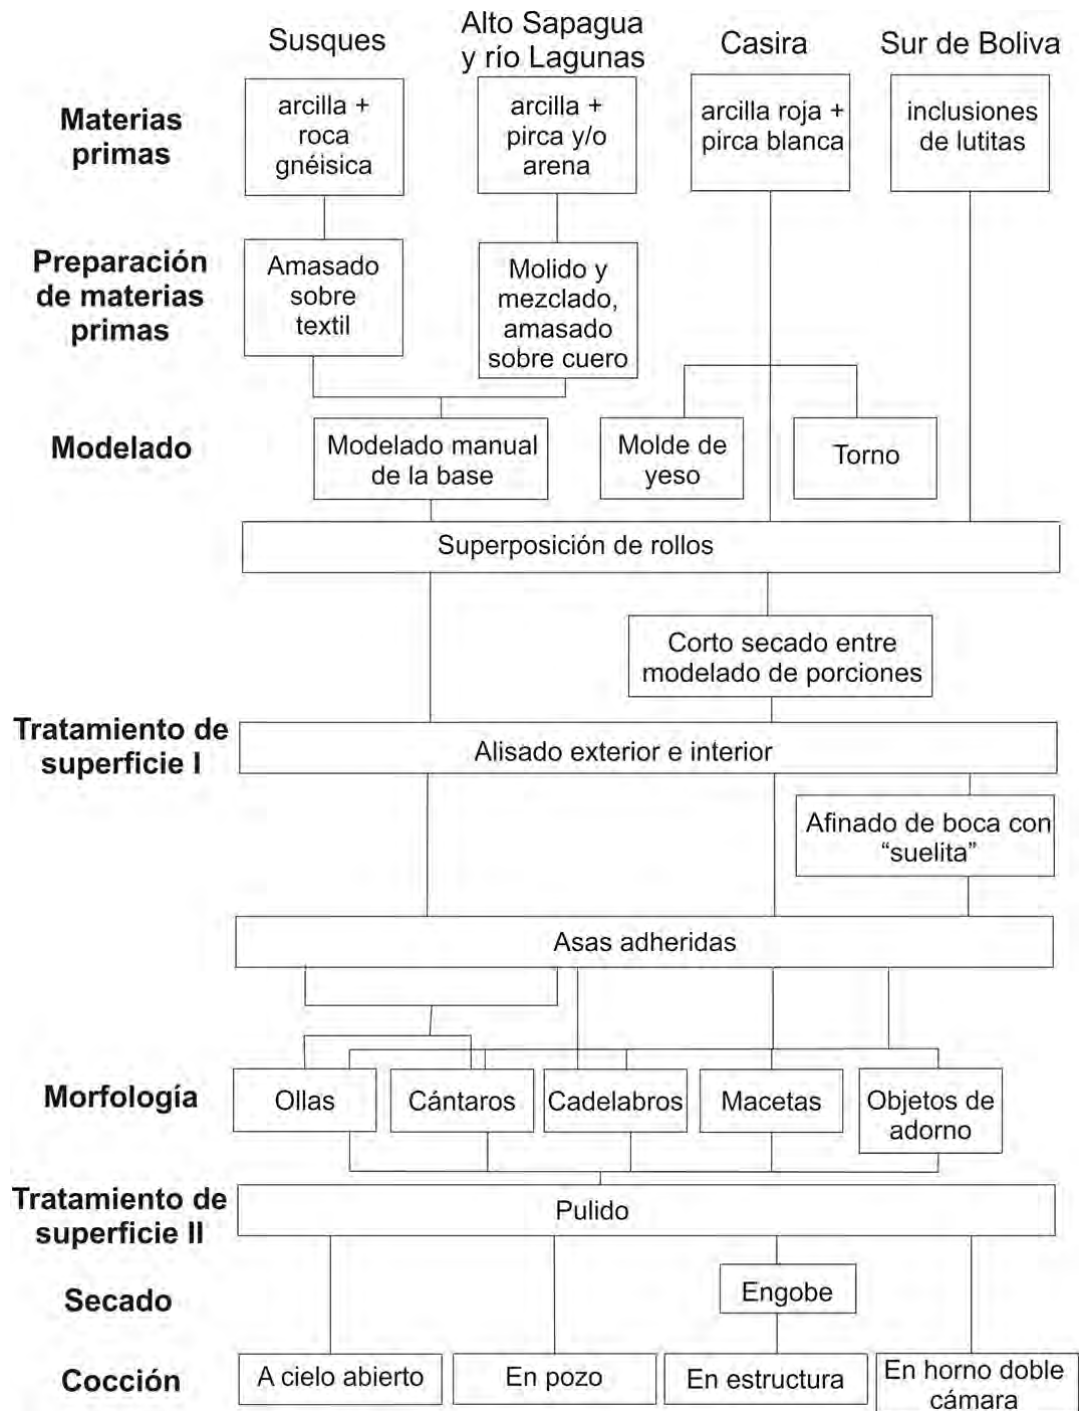 Susques
Alto Sapagua
y río Lagunas
Casira
Sur de Boliva
Materias
primas
arcilla +
roca
gnéisica
arcilla +
pirca y/o
arena
arcilla roja +
pirca blanca
inclusiones
de lutitas
Preparación
de materias
primas
Amasado
sobre
textil
Molido y
mezclado,
amasado
sobre cuero
Modelado
Modelado manual
de la base
Molde de
yeso
Torno
Superposición de rollos
Corto secado entre
modelado de porciones
Tratamiento de
superficie I
Alisado exterior e interior
Afinado de boca con
“suelita”
Asas adheridas
Morfología
Ollas
Cántaros
Cadelabros
Macetas
Objetos de
adorno
Tratamiento de
superficie II
Pulido
Secado
Engobe
Cocción
A cielo abierto
En pozo
En estructura
En horno doble
cámara